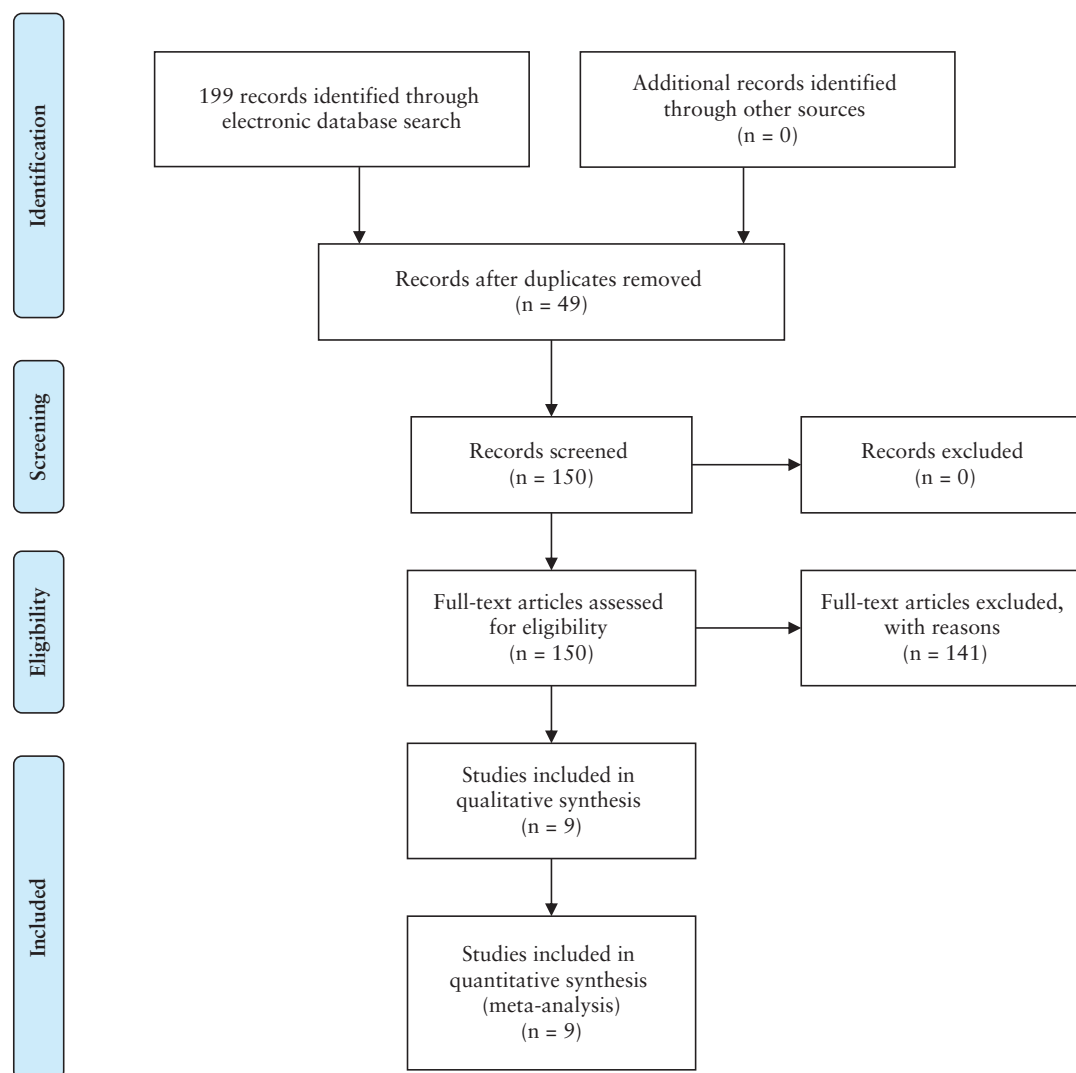 Identification
199 records identified through
electronic database search
Additional records identified
through other sources
(n = 0)
Records after duplicates removed
(n = 49)
Screening
Records screened
(n = 150)
Records excluded
(n = 0)
Eligibility
Full-text articles assessed
for eligibility
(n = 150)
Full-text articles excluded,
with reasons
(n = 141)
Included
Studies included in
qualitative synthesis
(n = 9)
Studies included in
quantitative synthesis
(meta-analysis)
(n = 9)